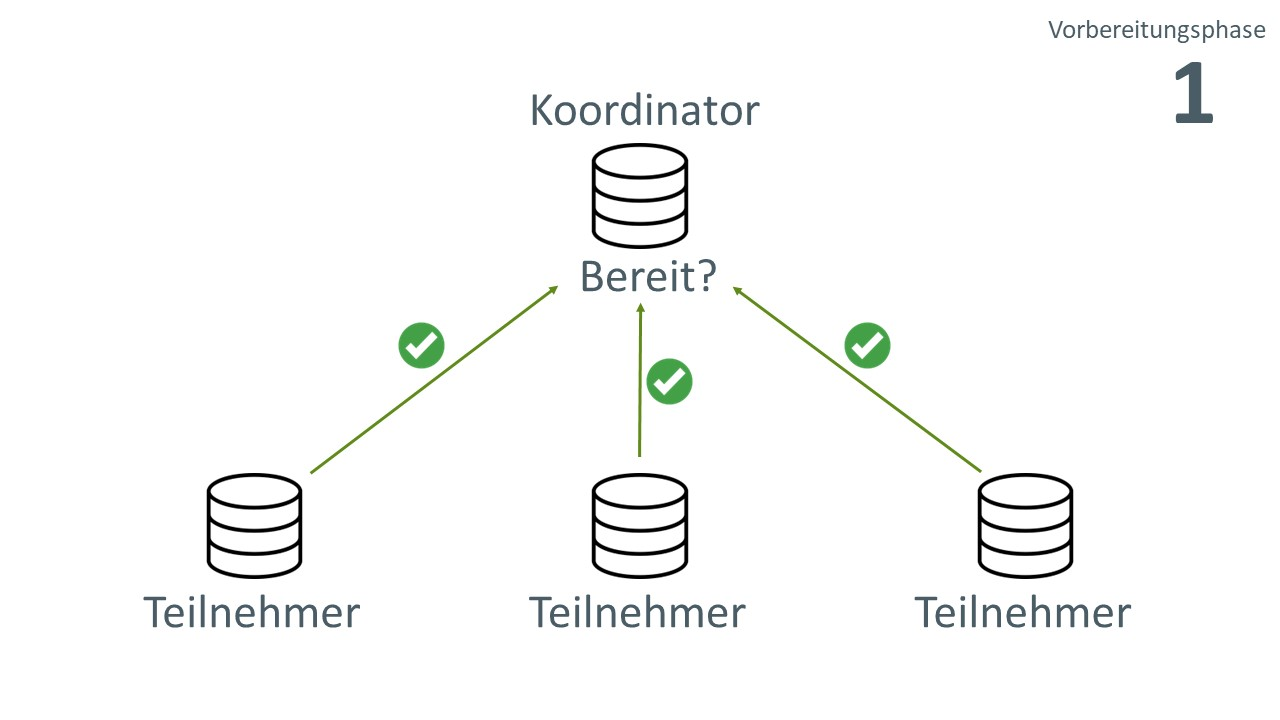 Vorbereitungsphase
1
Koordinator
Bereit?
Teilnehmer
Teilnehmer
Teilnehmer